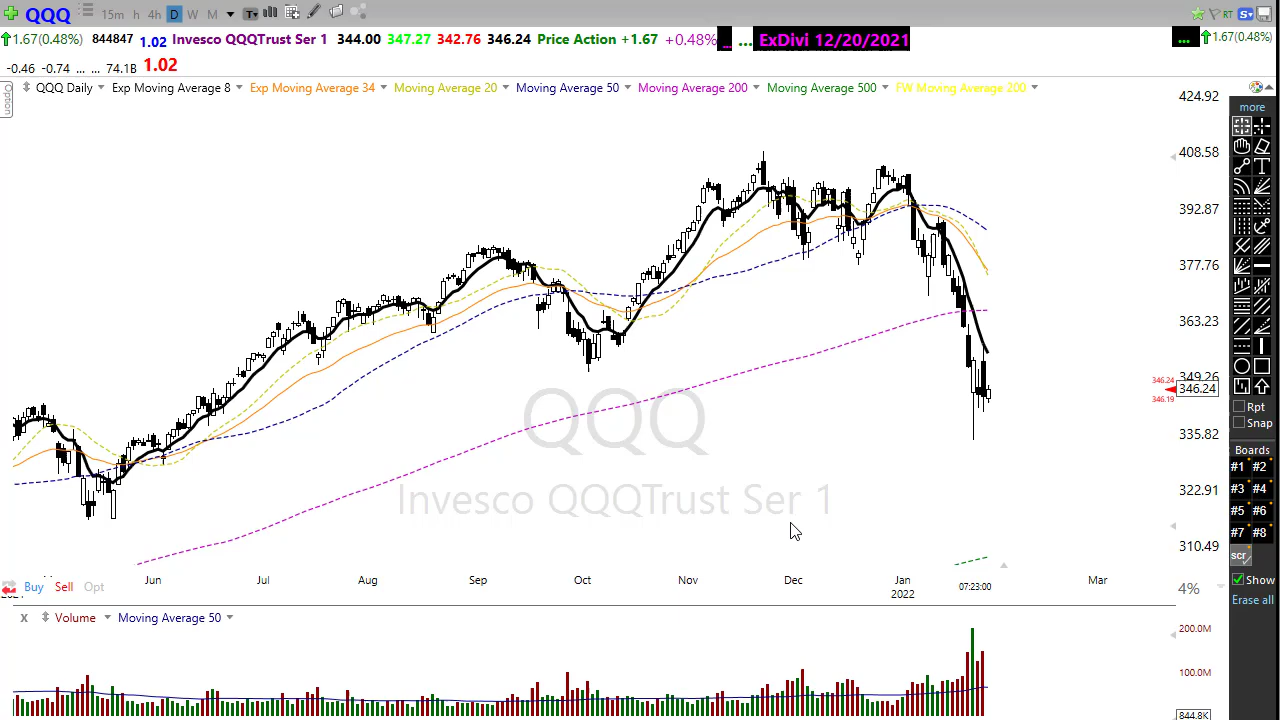 QQQ 15m h 4h D W M T S RT
1.67(0.48%) 844847 1.02 Invesco QQQTrust Ser 1 344.00 347.27 342.76 346.24 Price Action +1.67 +0.48% ... ExDivi 12/20/2021 ... 1.67(0.48%)
-0.46 -0.74 ... ... 74.1B 1.02
Option
QQQ Daily Exp Moving Average 8 Exp Moving Average 34 Moving Average 20 Moving Average 50 Moving Average 200 Moving Average 500 FW Moving Average 200
424.92
408.58
392.87
377.76
363.23
349.26
346.24
346.24
346.19
335.82
322.91
310.49
QQQ
Invesco QQQTrust Ser 1
Jun Jul Aug Sep Oct Nov Dec Jan Mar
2022 07:23:00
Buy Sell Opt 4%
X Volume Moving Average 50
200.0M
100.0M
844.8K
more
T
Rpt
Snap
Boards
#1 #2
#3 #4
#5 #6
#7 #8
scr
Show
Erase all